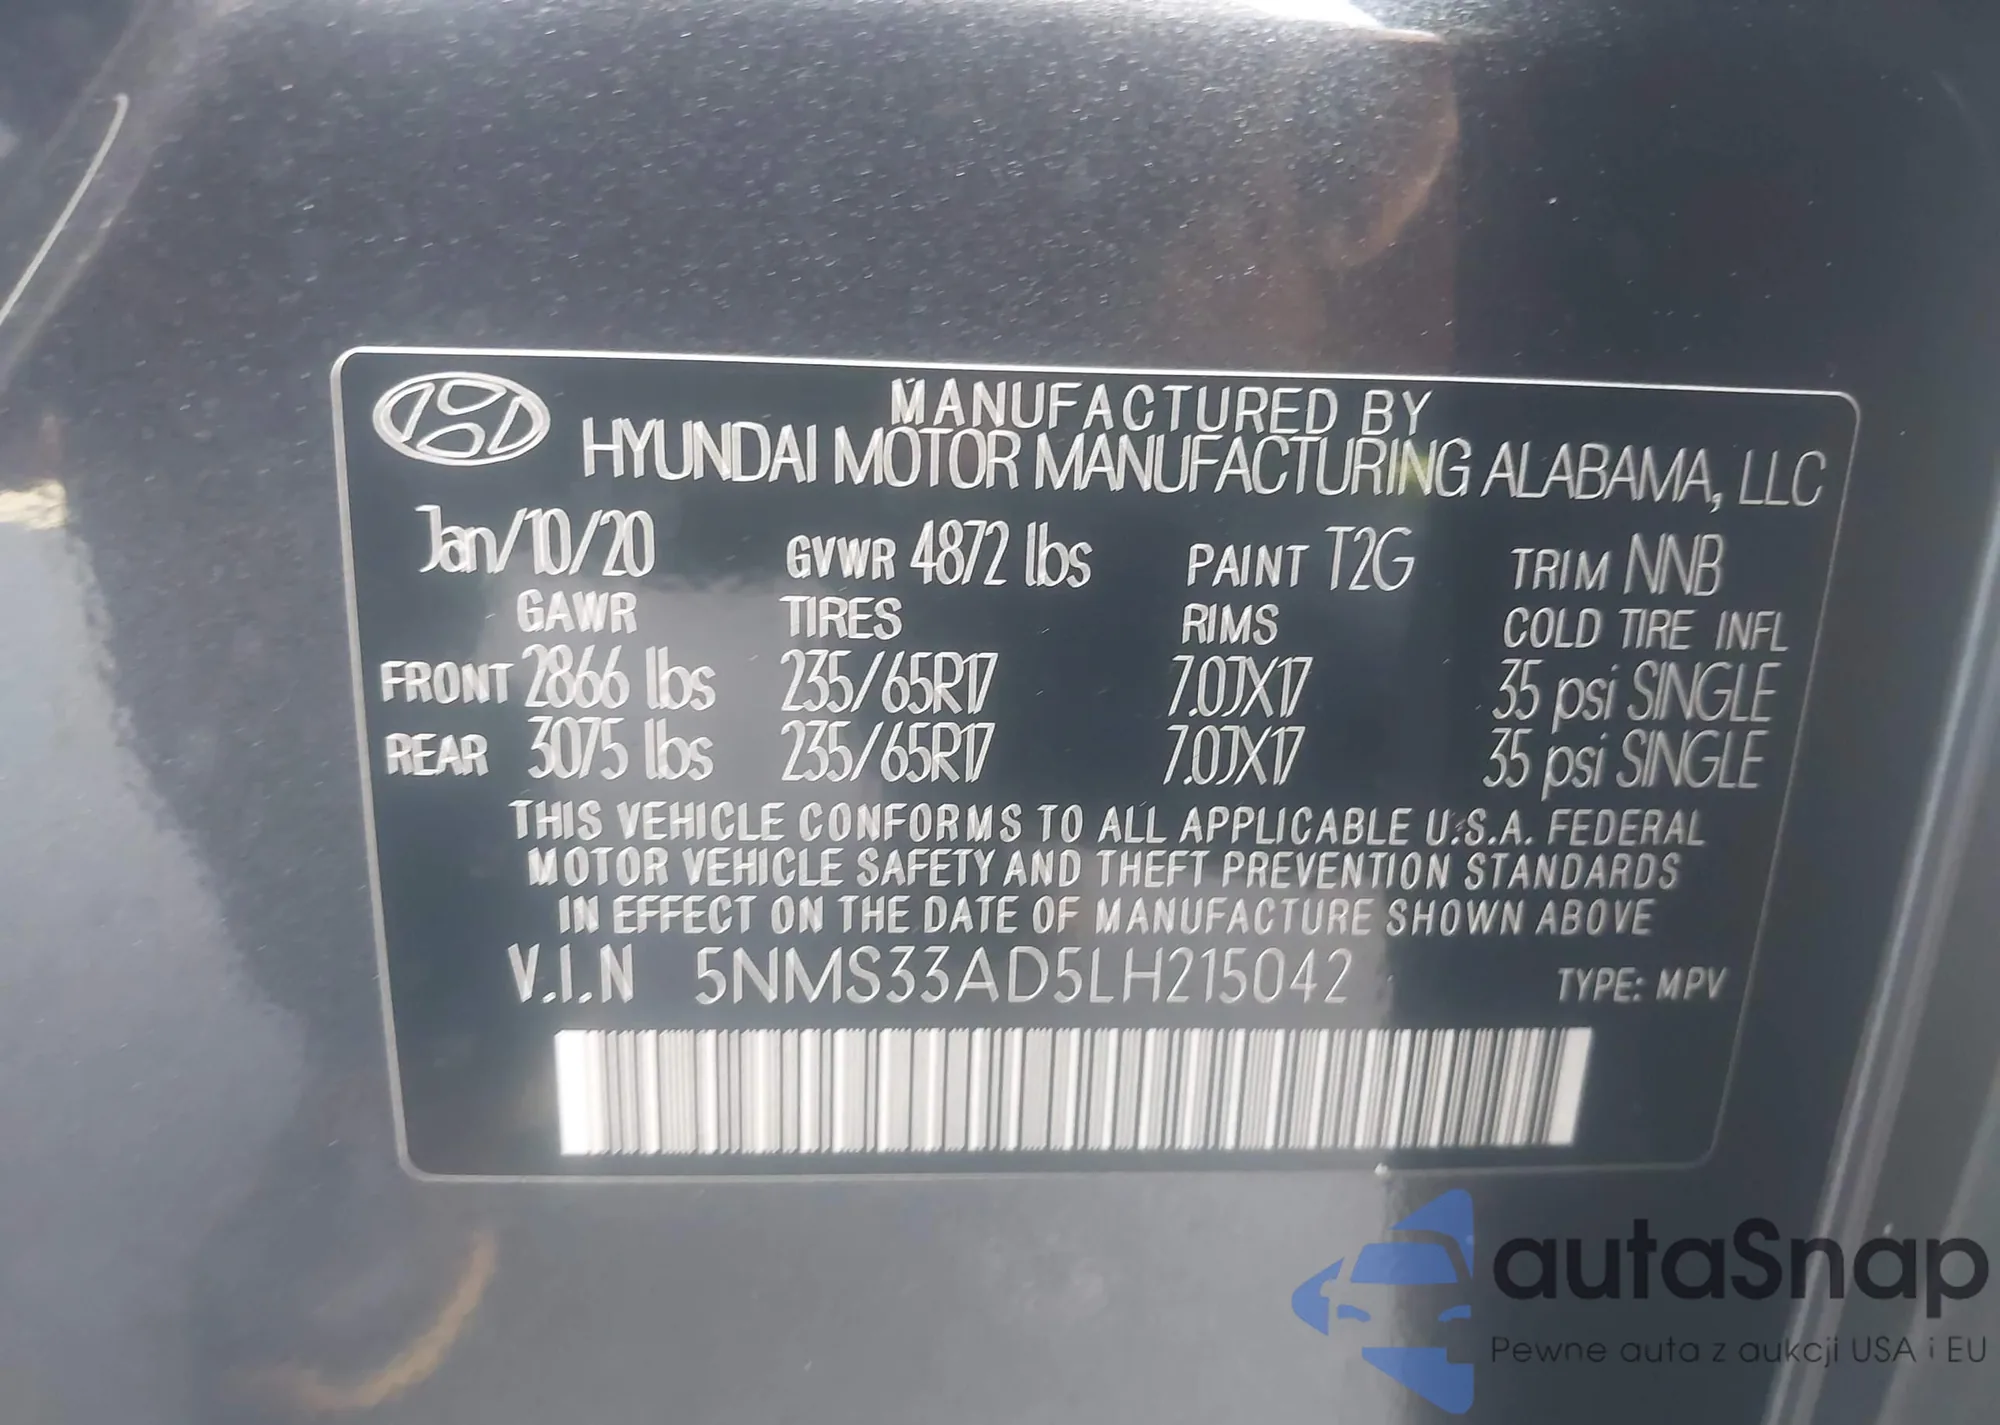 MANUFACTURED BY
HYUNDAI MOTOR MANUFACTURING ALABAMA, LLC
Jan/10/20 GVWR 4872 lbs PAINT T2G TRIM NNB
GAWR TIRES RIMS COLD TIRE INFL
FRONT 2866 lbs 235/65R17 7.0JX17 35 psi SINGLE
REAR 3075 lbs 235/65R17 7.0JX17 35 psi SINGLE
THIS VEHICLE CONFORMS TO ALL APPLICABLE U.S.A. FEDERAL
MOTOR VEHICLE SAFETY AND THEFT PREVENTION STANDARDS
IN EFFECT ON THE DATE OF MANUFACTURE SHOWN ABOVE
V.I.N 5NMS33AD5LH215042 TYPE: MPV
autaSnap
Pewne auta z aukcji USA i EU